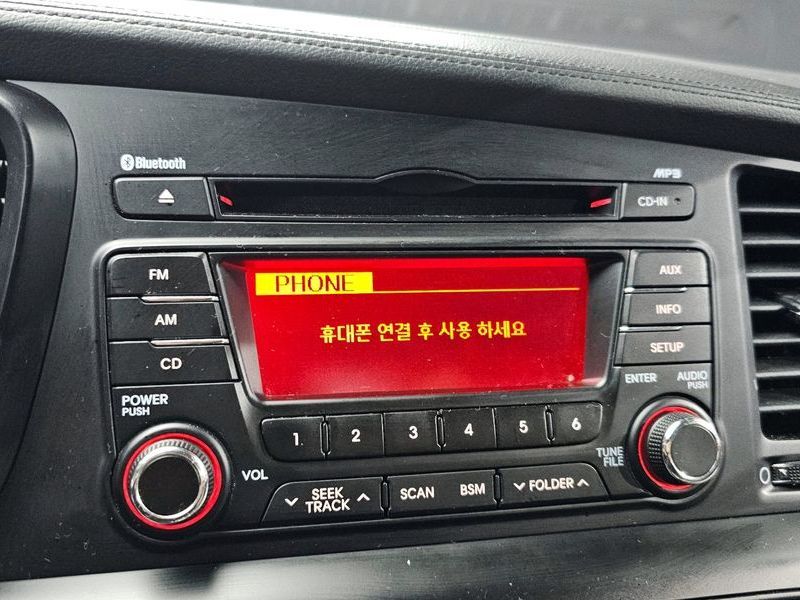 Bluetooth
MP3
CD-IN
FM
AM
CD
PHONE
휴대폰 연결 후 사용 하세요
AUX
INFO
SETUP
POWER
PUSH
VOL
1
2
3
4
5
6
ENTER
AUDIO
PUSH
TUNE
FILE
SEEK
TRACK
SCAN
BSM
FOLDER
0